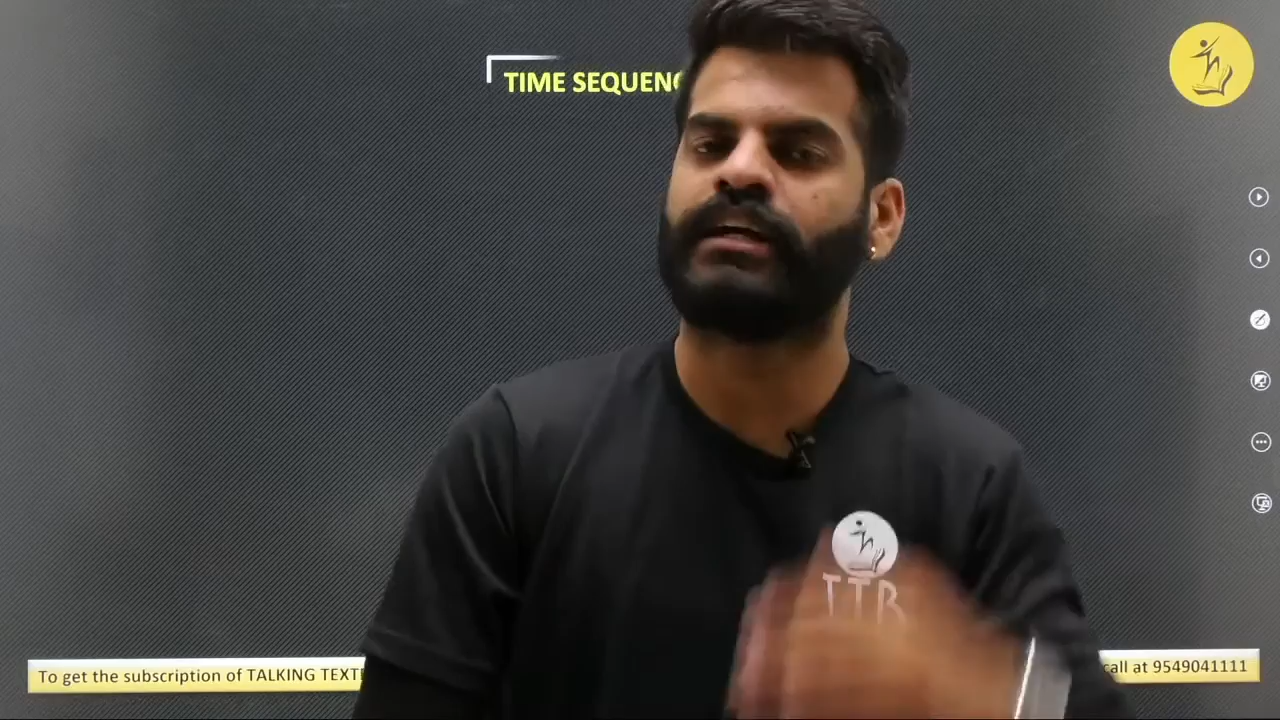 TIME SEQUENC
TTB
To get the subscription of TALKING TEXT
call at 9549041111